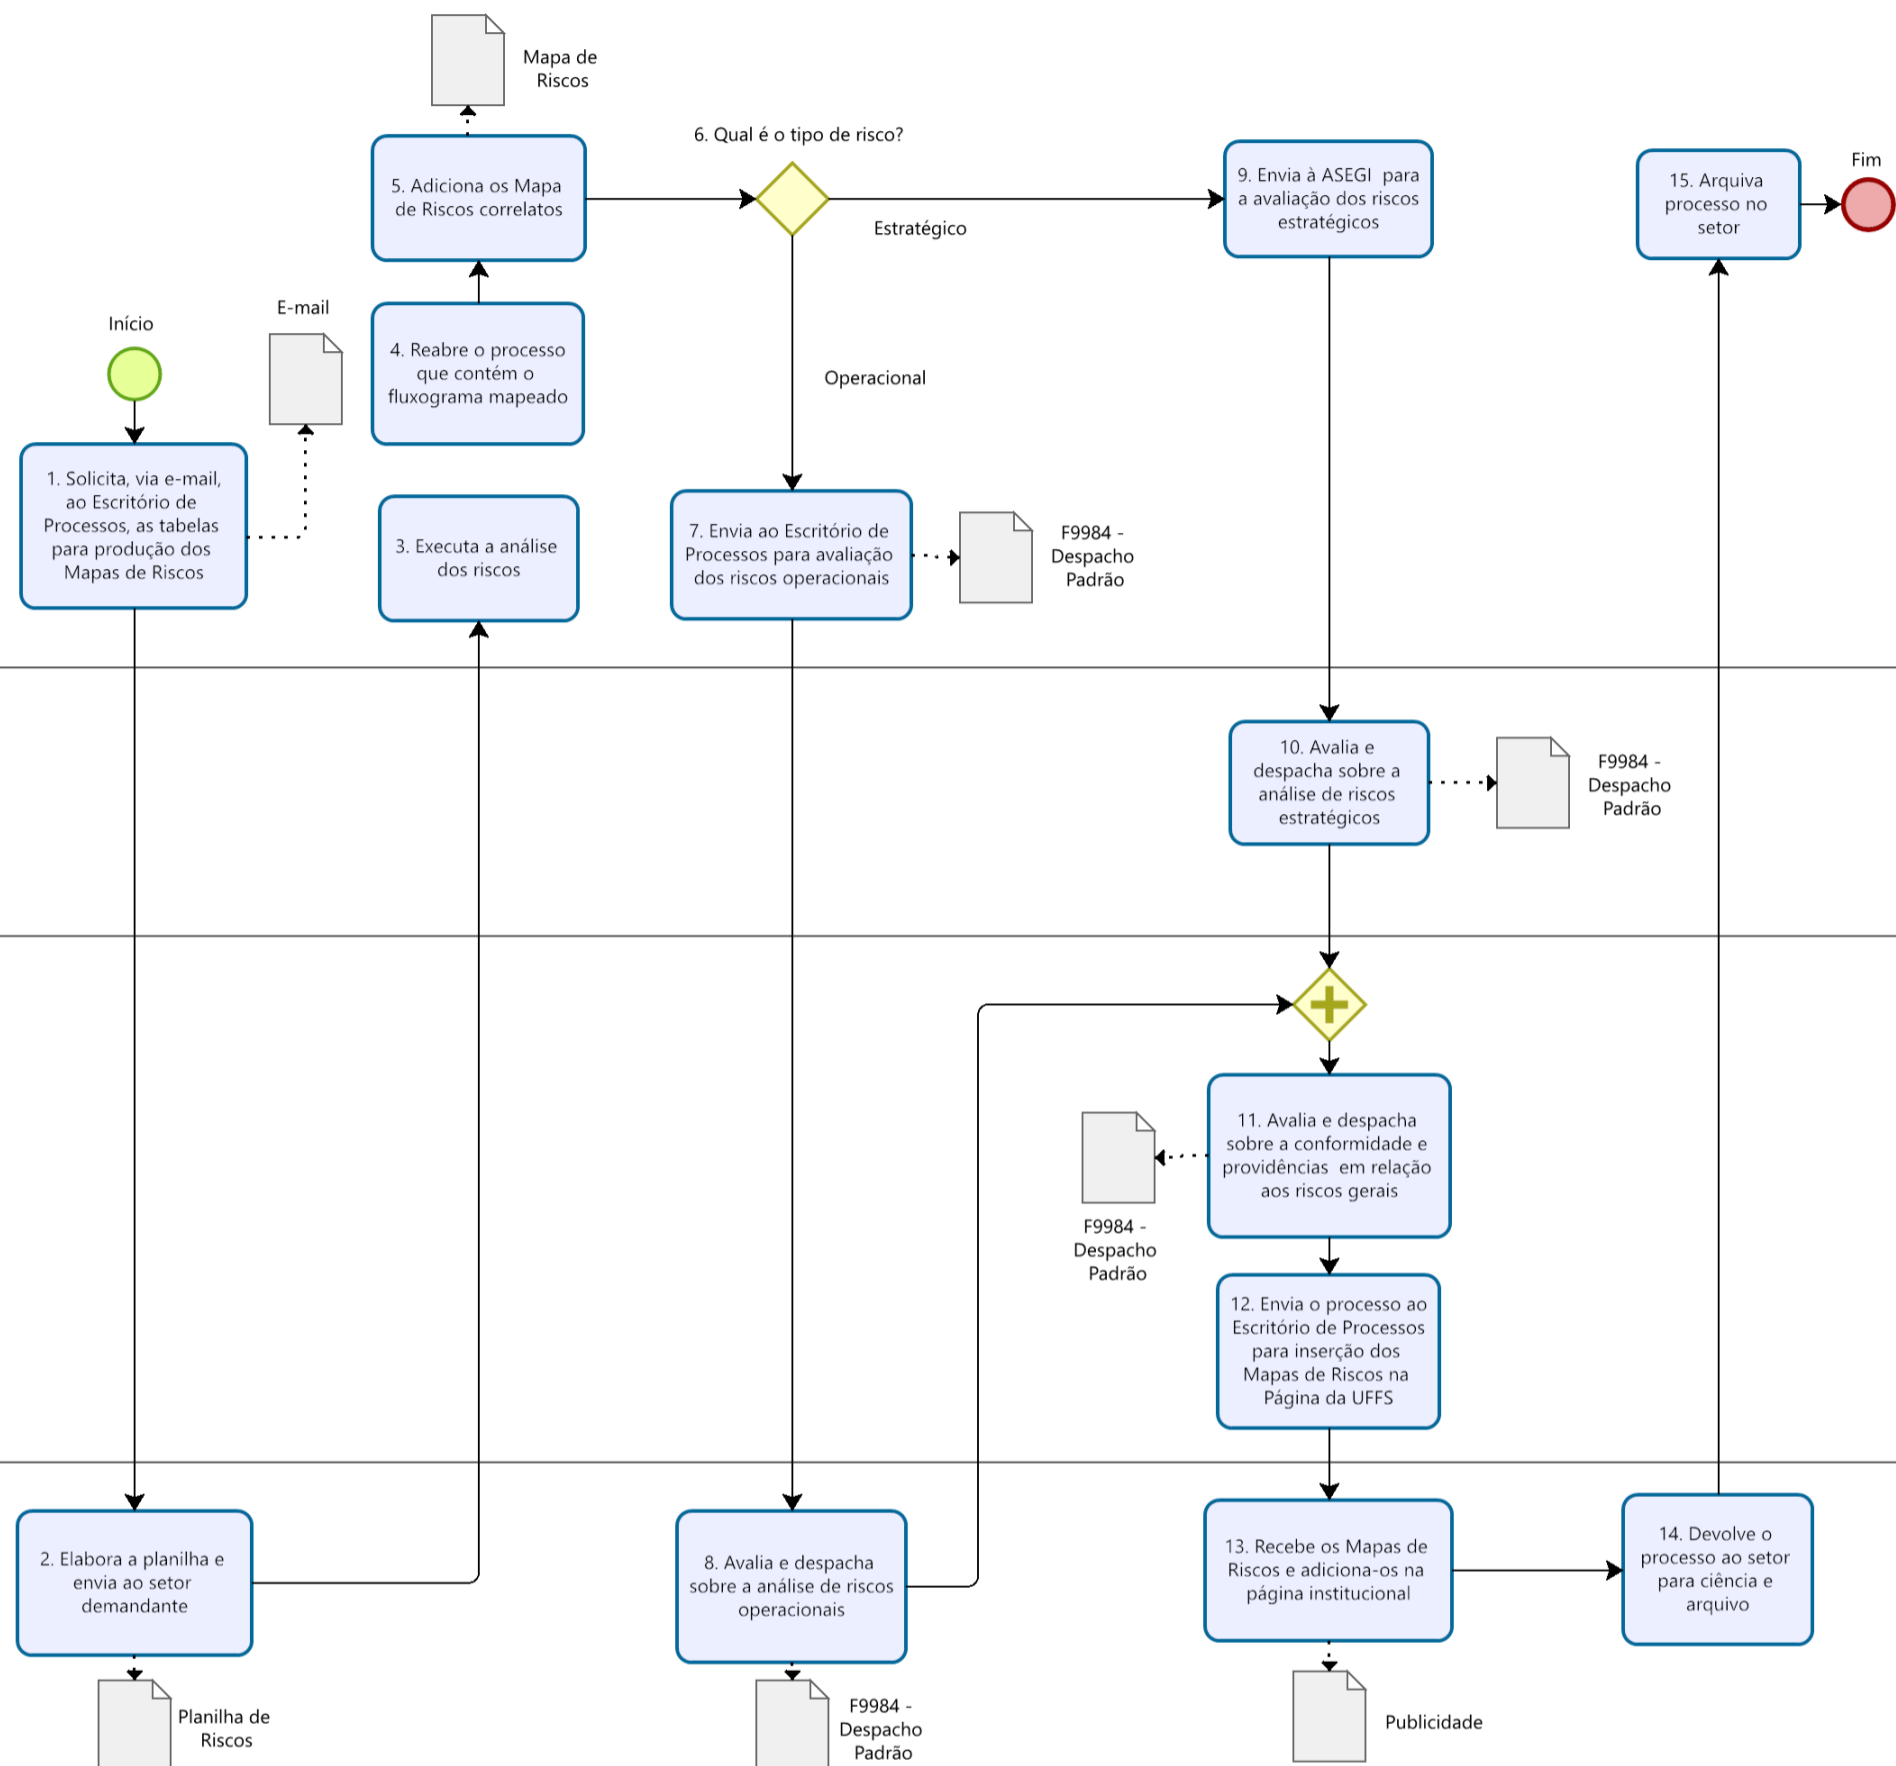 Mapa de
Riscos
6. Qual é o tipo de risco?
5. Adiciona os Mapa
de Riscos correlatos
9. Envia à ASEGI  para
a avaliação dos riscos
estratégicos
15. Arquiva
processo no
setor
Fim
Estratégico
E-mail
Início
4. Reabre o processo
que contém o
fluxograma mapeado
Operacional
1. Solicita, via e-mail,
ao Escritório de
Processos, as tabelas
para produção dos
Mapas de Riscos
3. Executa a análise
dos riscos
7. Envia ao Escritório de
Processos para avaliação
dos riscos operacionais
F9984 -
Despacho
Padrão
10. Avalia e
despacha sobre a
análise de riscos
estratégicos
F9984 -
Despacho
Padrão
11. Avalia e despacha
sobre a conformidade e
providências  em relação
aos riscos gerais
F9984 -
Despacho
Padrão
12. Envia o processo ao
Escritório de Processos
para inserção dos
Mapas de Riscos na
Página da UFFS
2. Elabora a planilha e
envia ao setor
demandante
8. Avalia e despacha
sobre a análise de riscos
operacionais
13. Recebe os Mapas de
Riscos e adiciona-os na
página institucional
14. Devolve o
processo ao setor
para ciência e
arquivo
Planilha de
Riscos
F9984 -
Despacho
Padrão
Publicidade